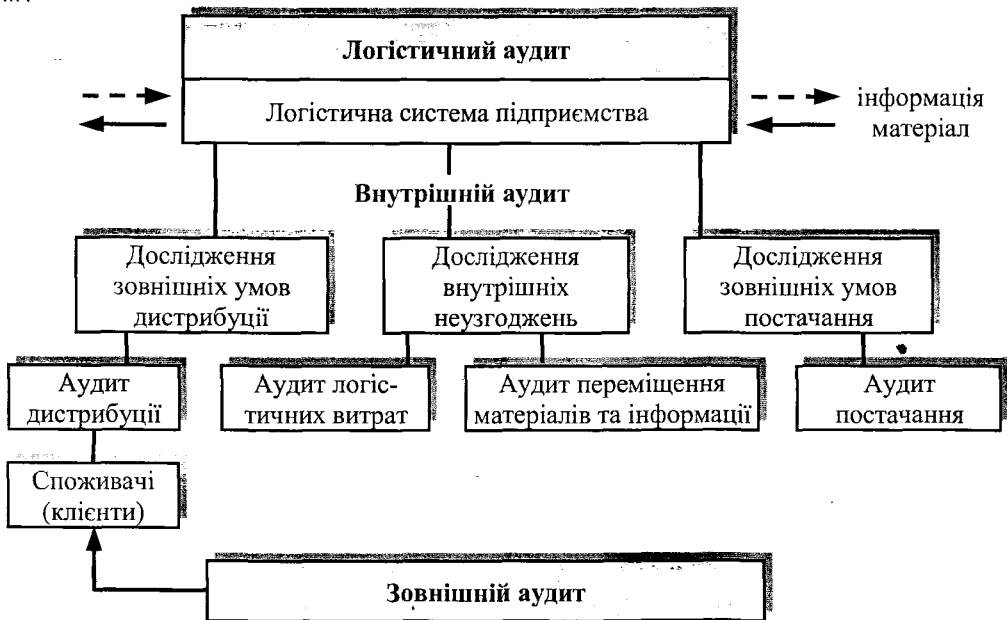 Логістичний аудит
Логістична система підприємства
інформація
матеріал
Внутрішній аудит
Дослідження
зовнішніх умов
дистрибуції
Дослідження
внутрішніх
неузгоджень
Дослідження
зовнішніх умов
постачання
Аудит
дистрибуції
Аудит логіс-
тичних витрат
Аудит переміщення
матеріалів та інформації
Аудит
постачання
Споживачі
(клієнти)
Зовнішній аудит